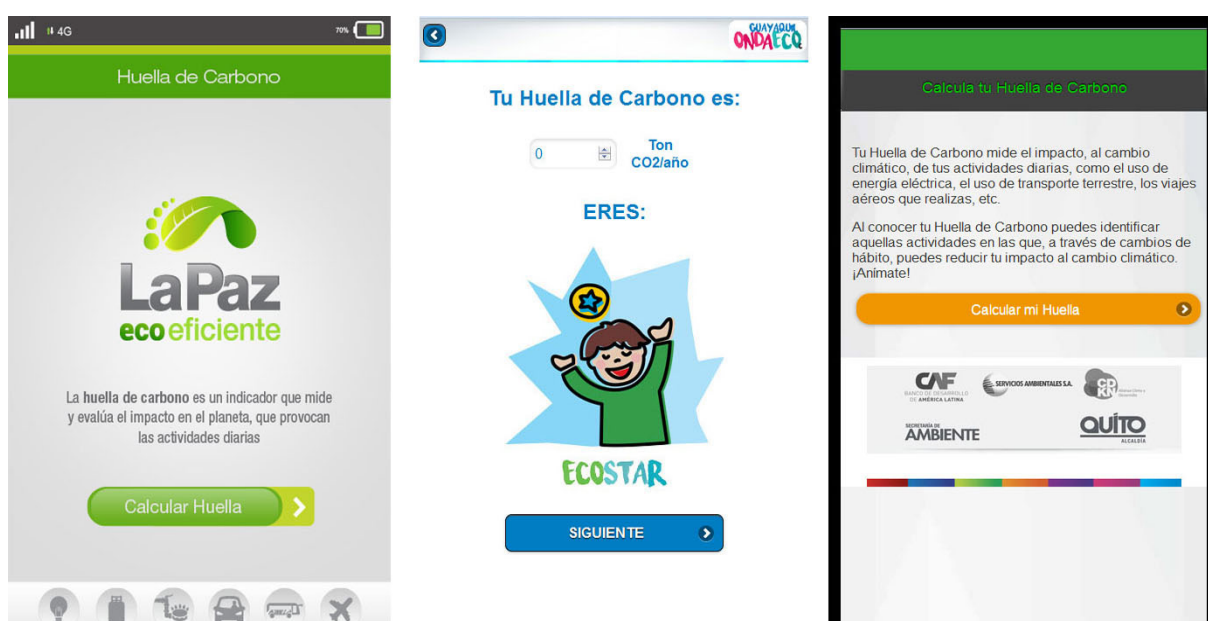 4G
70%
Huella de Carbono
LaPaz
ecoeficiente
La huella de carbono es un indicador que mide
y evalúa el impacto en el planeta, que provocan
las actividades diarias
Calcular Huella
GUAYAQUIL
ONDAECO
Tu Huella de Carbono es:
0
Ton
CO2/año
ERES:
ECOSTAR
SIGUIENTE
Calcula tu Huella de Carbono
Tu Huella de Carbono mide el impacto, al cambio
climático, de tus actividades diarias, como el uso de
energía eléctrica, el uso de transporte terrestre, los viajes
aéreos que realizas, etc.
Al conocer tu Huella de Carbono puedes identificar
aquellas actividades en las que, a través de cambios de
hábito, puedes reducir tu impacto al cambio climático.
¡Anímate!
Calcular mi Huella
CAF
BANCO DE DESARROLLO
DE AMÉRICA LATINA
SERVICIOS AMBIENTALES S.A.
CD
KN
SECRETARÍA DE
AMBIENTE
QUITO
ALCALDÍA